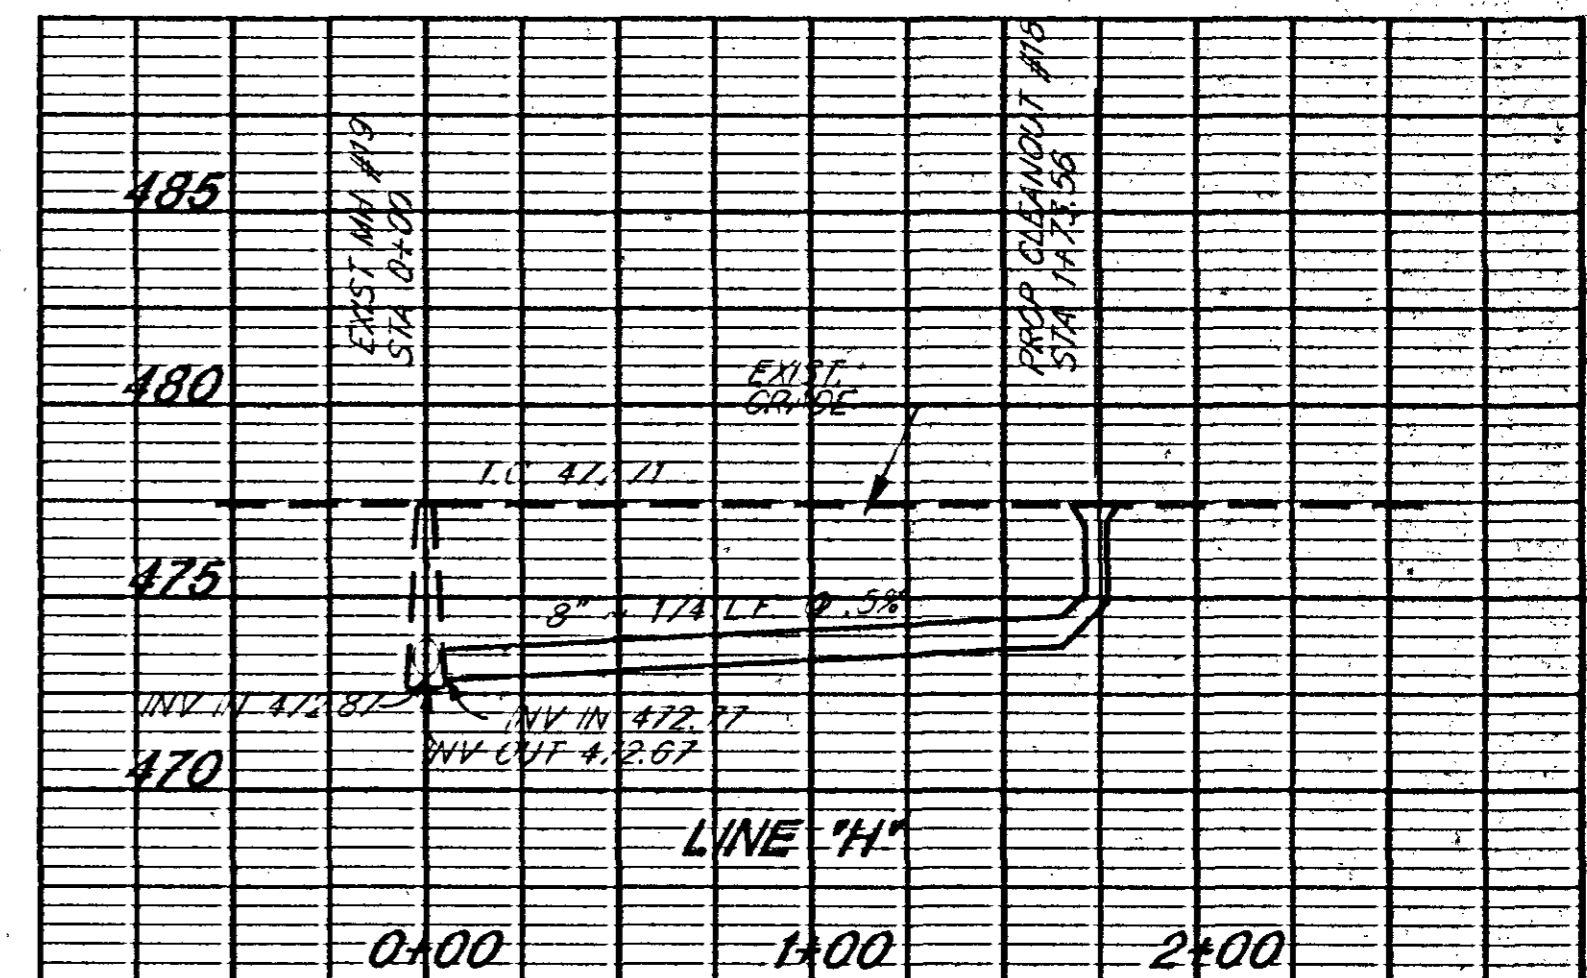 485
480
475
470
EXIST MH #19
STA 0+00
PROP CLEANOUT #18
STA 1+73.56
EXIST.
GRADE
T.C.
8" 174 L.F. @ .5%
INV IN 472.87
INV IN 472.77
INV OUT 472.67
LINE "H"
0+00 1+00 2+00